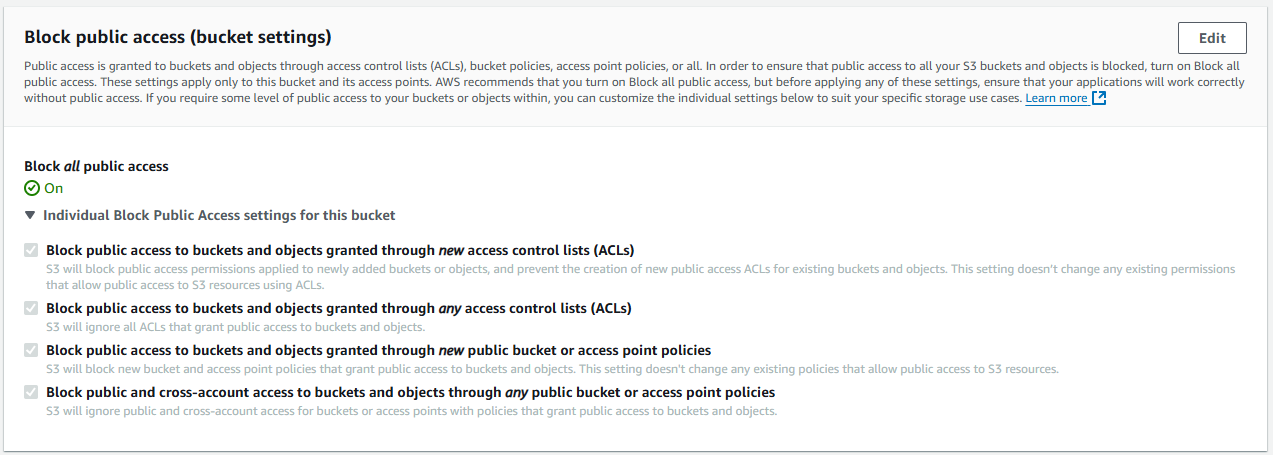 Block public access (bucket settings)
Edit
Public access is granted to buckets and objects through access control lists (ACLs), bucket policies, access point policies, or all. In order to ensure that public access to all your S3 buckets and objects is blocked, turn on Block all
public access. These settings apply only to this bucket and its access points. AWS recommends that you turn on Block all public access, but before applying any of these settings, ensure that your applications will work correctly
without public access. If you require some level of public access to your buckets or objects within, you can customize the individual settings below to suit your specific storage use cases. Learn more
Block all public access
On
Individual Block Public Access settings for this bucket
Block public access to buckets and objects granted through new access control lists (ACLs)
S3 will block public access permissions applied to newly added buckets or objects, and prevent the creation of new public access ACLs for existing buckets and objects. This setting doesn't change any existing permissions
that allow public access to S3 resources using ACLs.
Block public access to buckets and objects granted through any access control lists (ACLs)
S3 will ignore all ACLs that grant public access to buckets and objects.
Block public access to buckets and objects granted through new public bucket or access point policies
S3 will block new bucket and access point policies that grant public access to buckets and objects. This setting doesn't change any existing policies that allow public access to S3 resources.
Block public and cross-account access to buckets and objects through any public bucket or access point policies
S3 will ignore public and cross-account access for buckets or access points with policies that grant public access to buckets and objects.